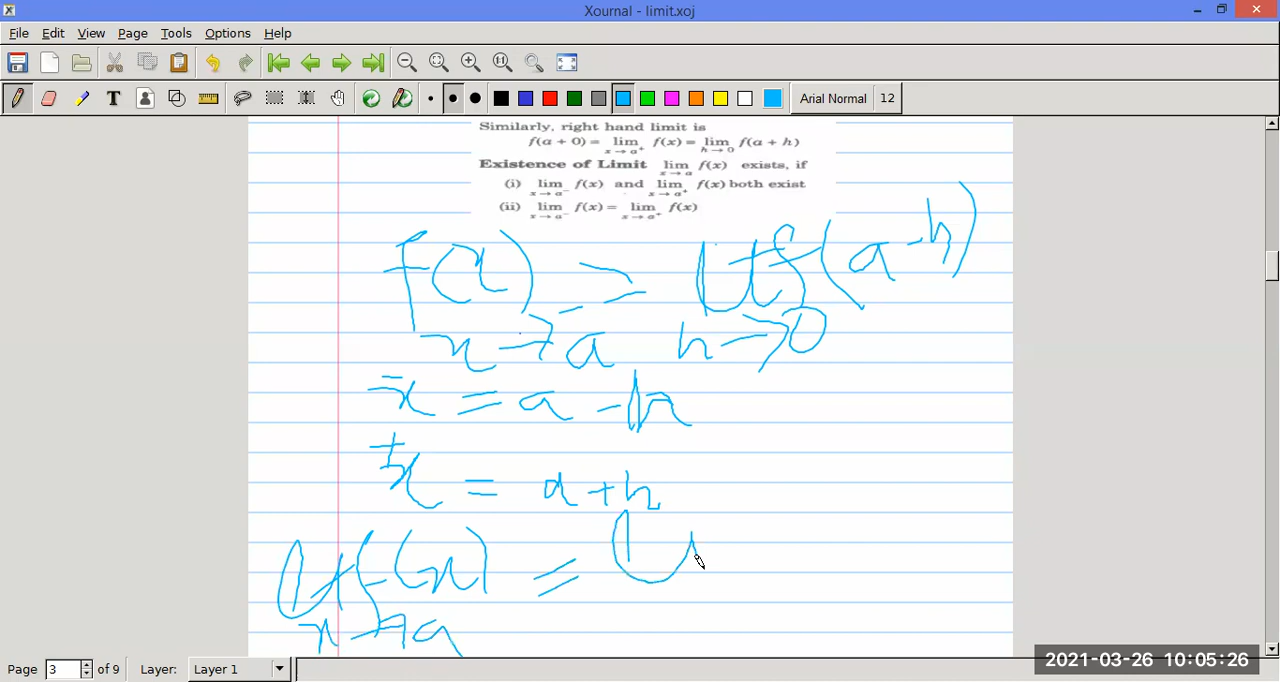 Xournal - limit.xoj
File Edit View Page Tools Options Help
Arial Normal 12
Similarly, right hand limit is
f(a + 0) = lim x→a⁺ f(x) = lim h→0 f(a + h)
Existence of Limit lim x→a f(x) exists, if
(i) lim x→a⁻ f(x) and lim x→a⁺ f(x) both exist
(ii) lim x→a⁻ f(x) = lim x→a⁺ f(x)
f(x) = lt f(a-h)
x→a h→0
x = a - h
x = a + h
lt f(x) =
x→a
Page 3 of 9 Layer: Layer 1
2021-03-26 10:05:26